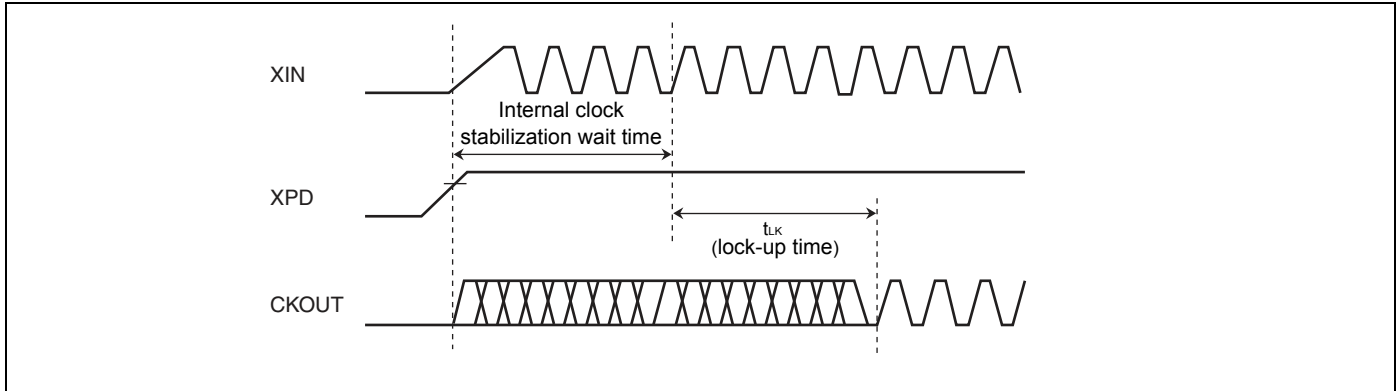 XIN
Internal clock
stabilization wait time
XPD
tLK
(lock-up time)
CKOUT